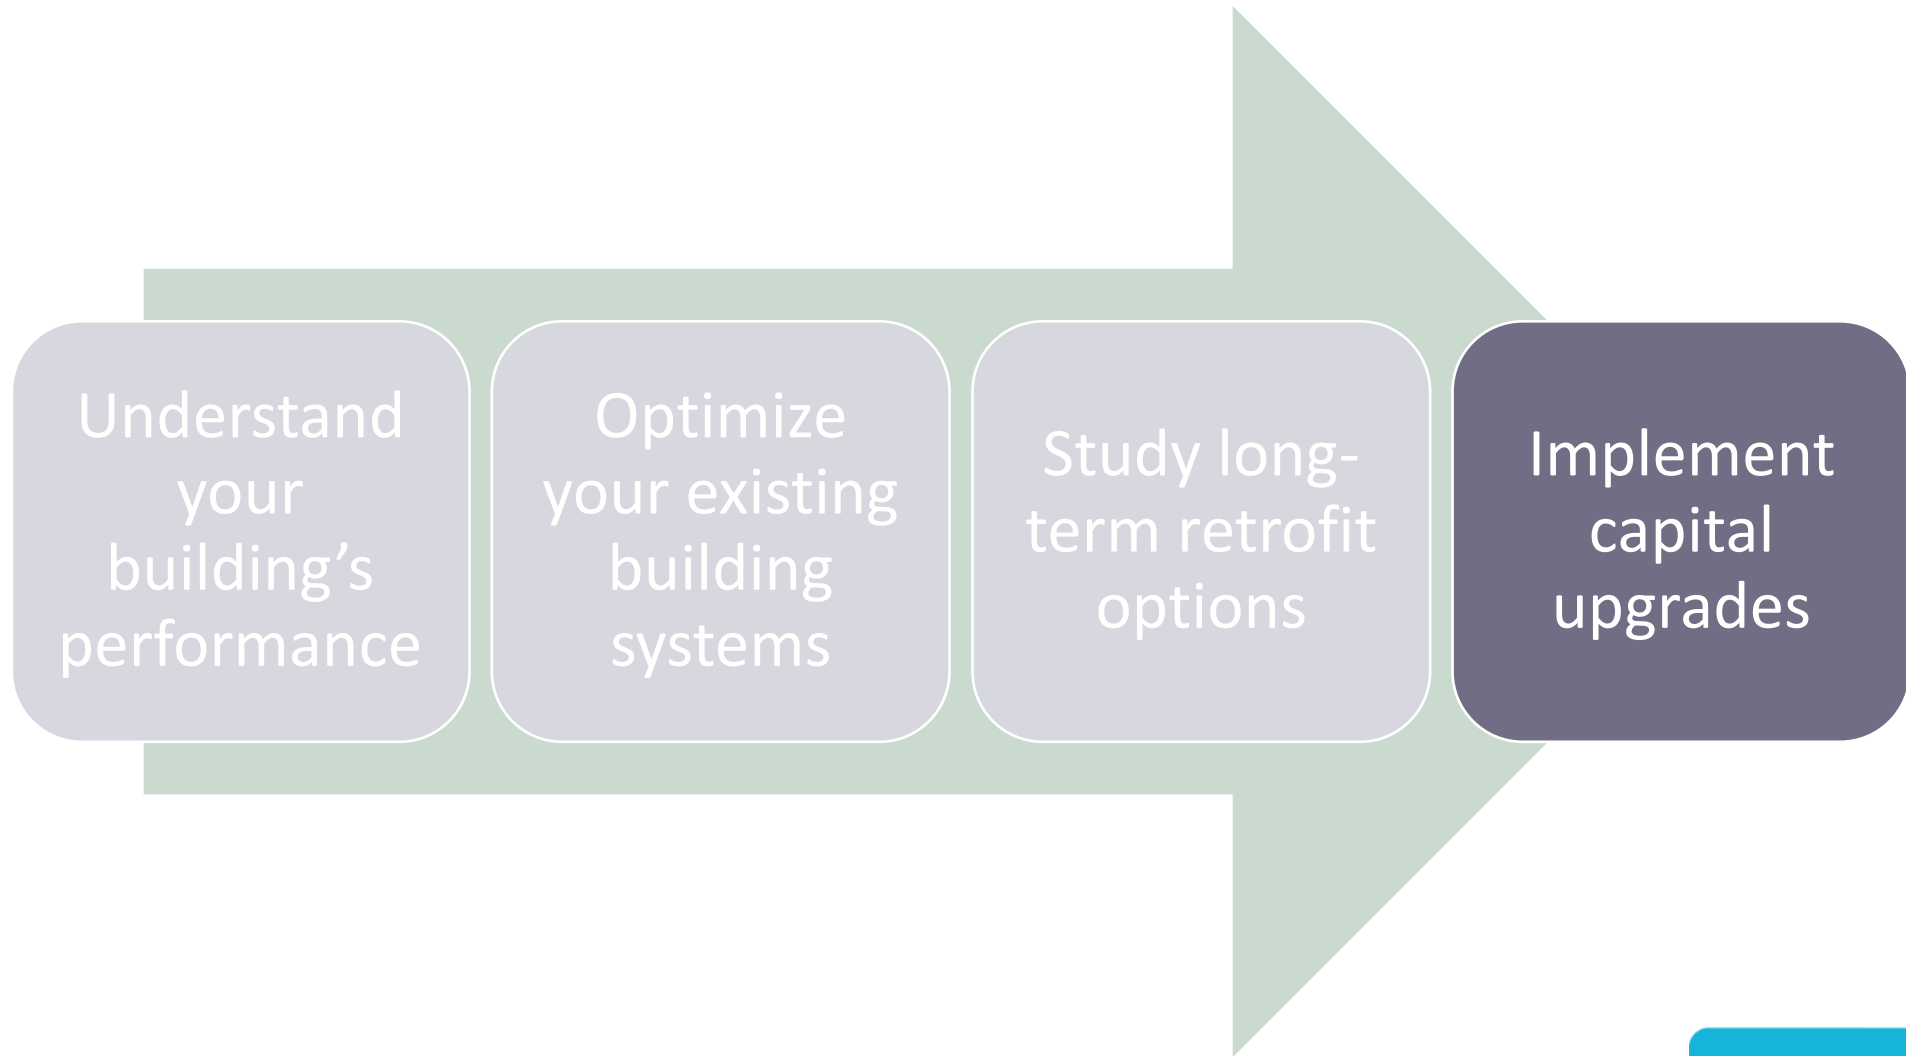 Understand
your
building’s
performance
Optimize
your existing
building
systems
Study long-
term retrofit
options
Implement
capital
upgrades